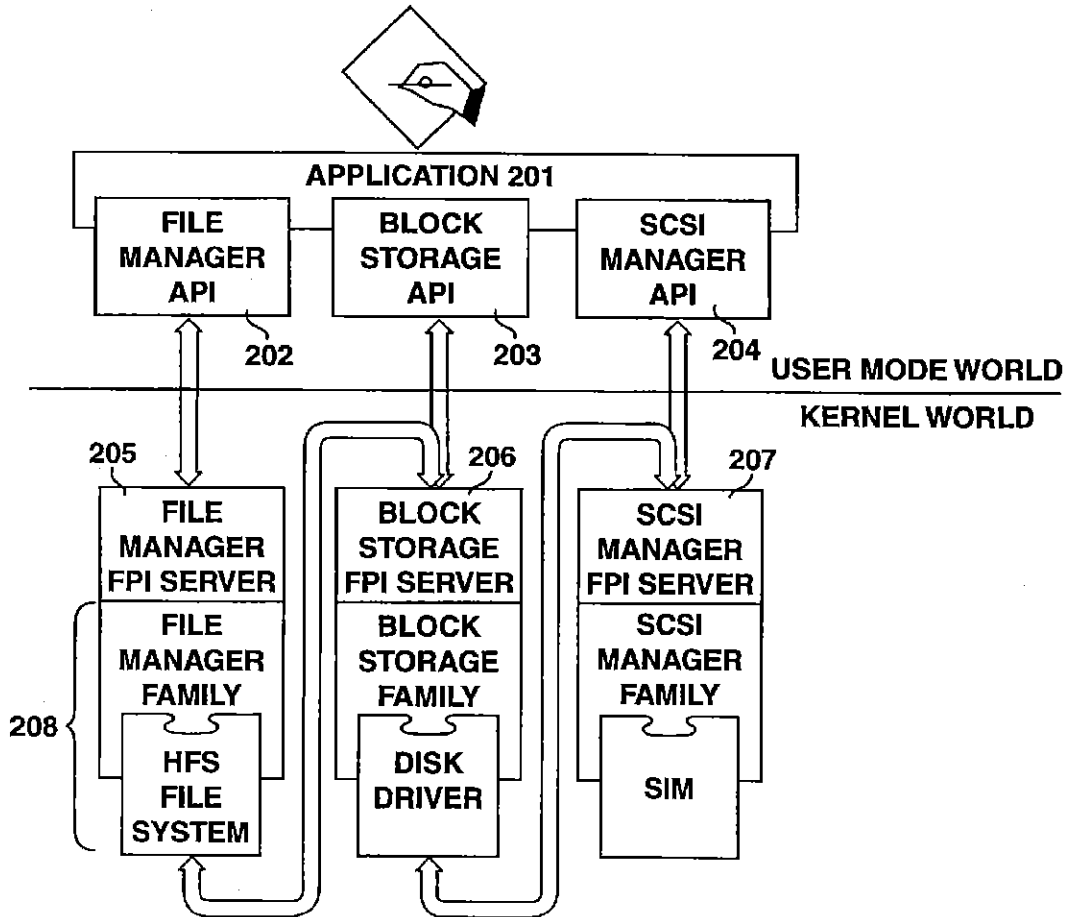 APPLICATION 201
FILE
MANAGER
API
BLOCK
STORAGE
API
SCSI
MANAGER
API
202
203
204
USER MODE WORLD
KERNEL WORLD
205
206
207
FILE
MANAGER
FPI SERVER
BLOCK
STORAGE
FPI SERVER
SCSI
MANAGER
FPI SERVER
FILE
MANAGER
FAMILY
BLOCK
STORAGE
FAMILY
SCSI
MANAGER
FAMILY
208
HFS
FILE
SYSTEM
DISK
DRIVER
SIM